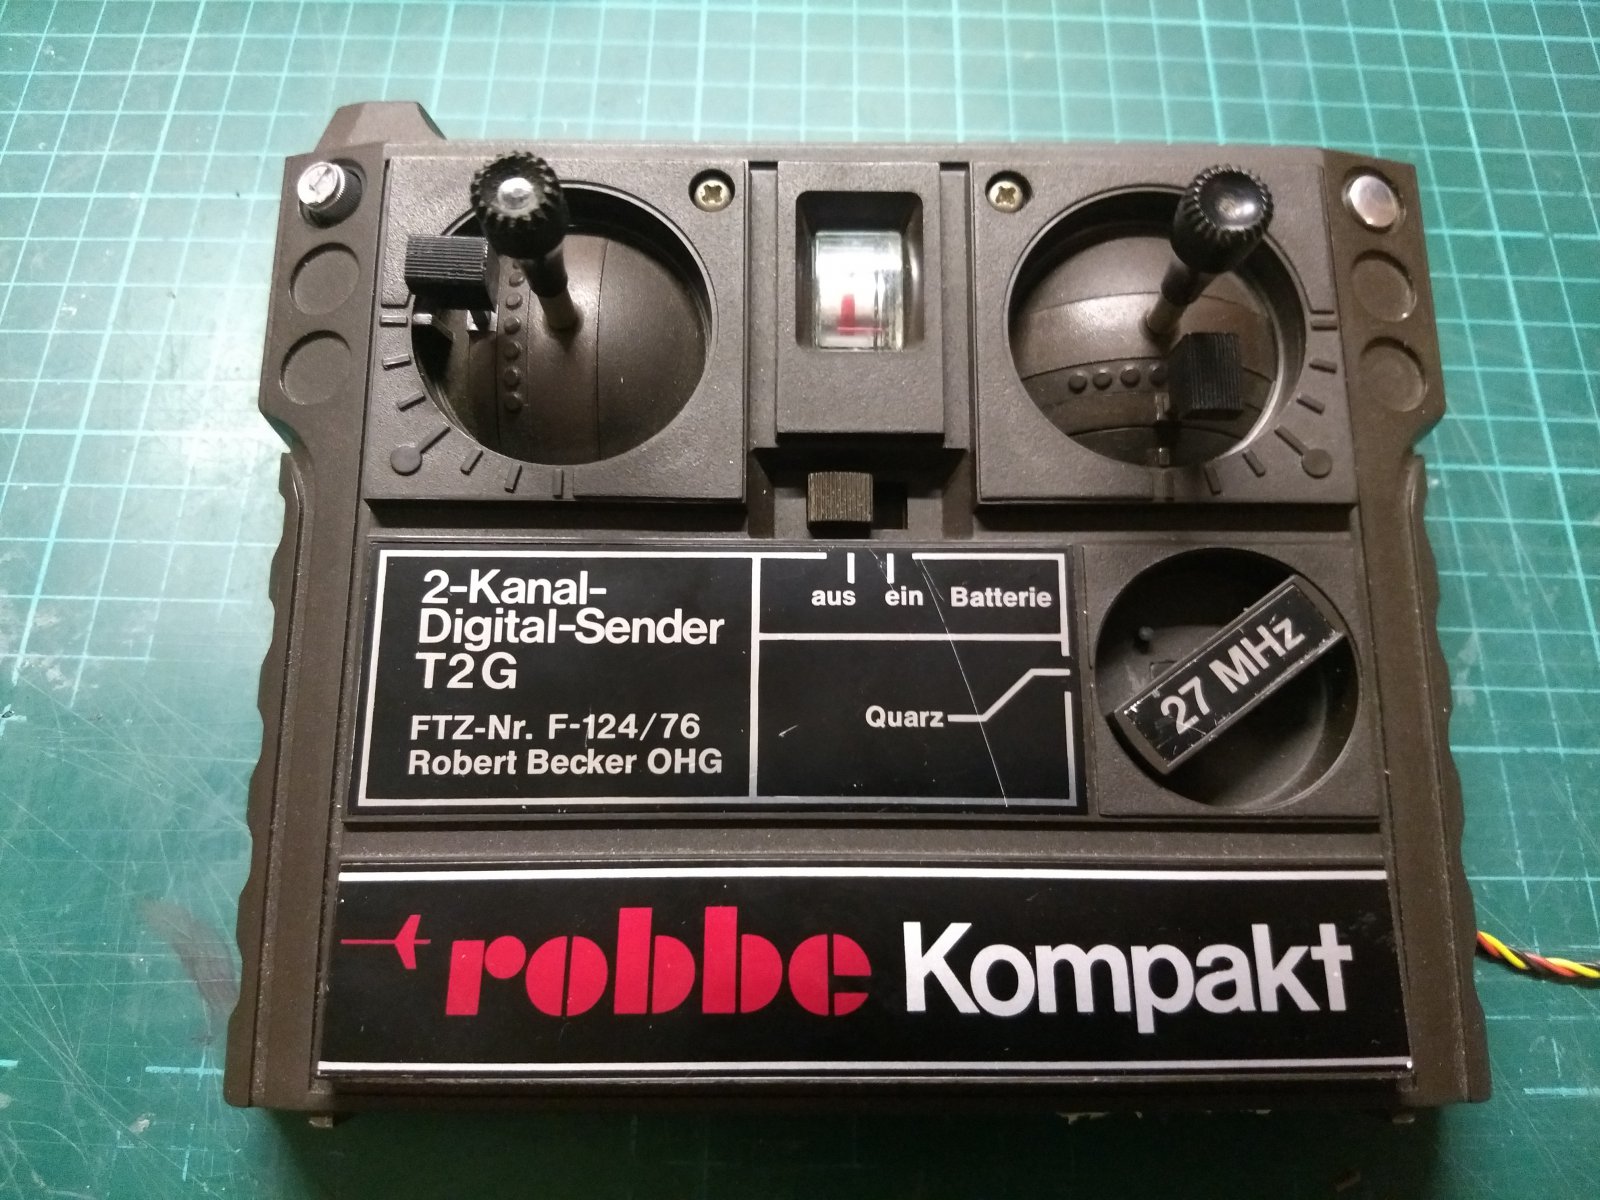 aus ein Batterie
2-Kanal-
Digital-Sender
T2G
FTZ-Nr. F-124/76
Robert Becker OHG
Quarz
27 MHz
robbe Kompakt